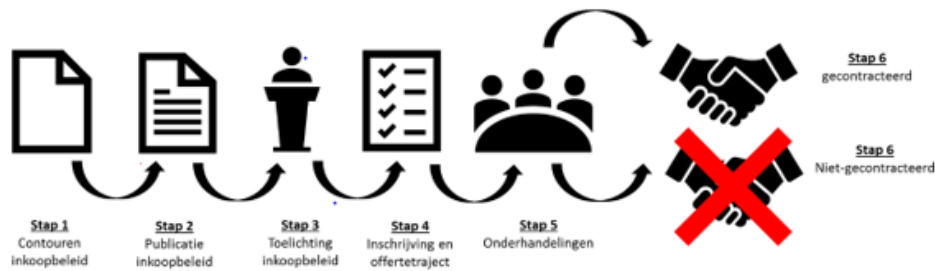 Stap 6
gecontracteerd
Stap 6
Niet-gecontracteerd
Stap 1
Contouren
inkoopbeleid
Stap 2
Publicatie
inkoopbeleid
Stap 3
Toelichting
inkoopbeleid
Stap 4
Inschrijving en
offertetraject
Stap 5
Onderhandelingen